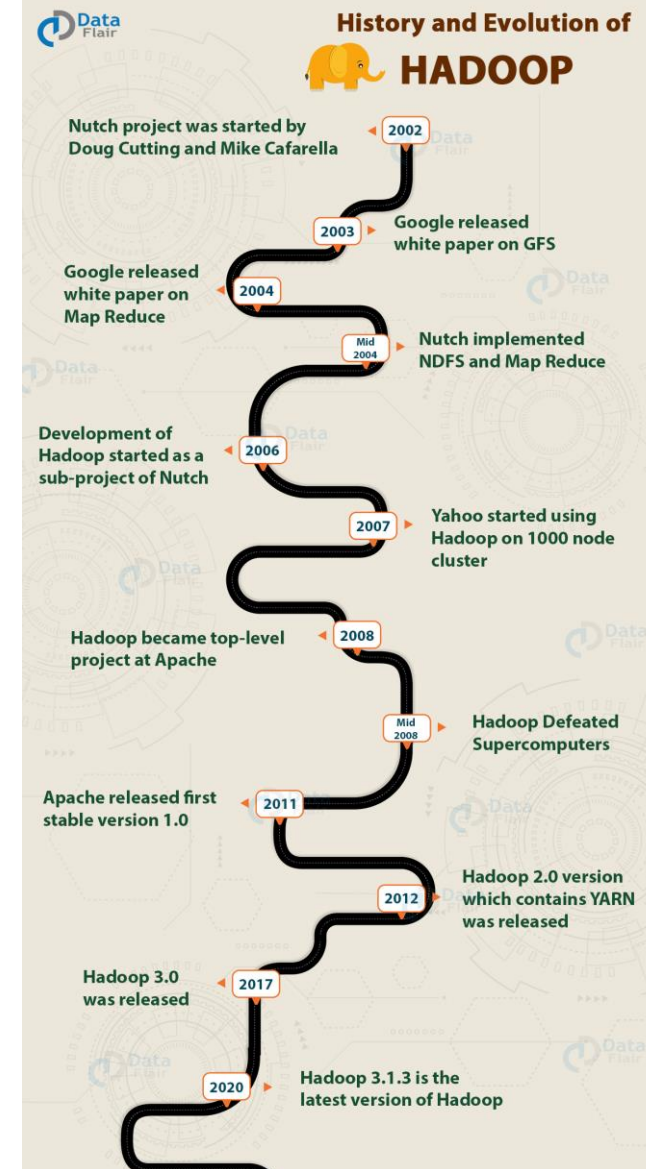 Data
Flair
History and Evolution of
HADOOP
2002
Nutch project was started by
Doug Cutting and Mike Cafarella
2003
Google released
white paper on GFS
2004
Google released
white paper on
Map Reduce
Mid
2004
Nutch implemented
NDFS and Map Reduce
2006
Development of
Hadoop started as a
sub-project of Nutch
2007
Yahoo started using
Hadoop on 1000 node
cluster
2008
Hadoop became top-level
project at Apache
Mid
2008
Hadoop Defeated
Supercomputers
2011
Apache released first
stable version 1.0
2012
Hadoop 2.0 version
which contains YARN
was released
2017
Hadoop 3.0
was released
2020
Hadoop 3.1.3 is the
latest version of Hadoop